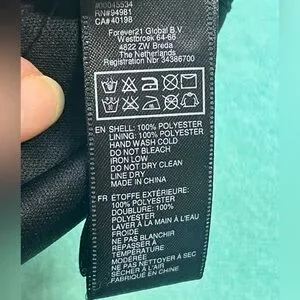 #00045534
RN#94981
CA#40198
Forever21 Global B.V
Westbroek 64-66
4822 ZW Breda
The Netherlands
Registration Nbr 34386700
EN SHELL: 100% POLYESTER
LINING: 100% POLYESTER
HAND WASH COLD
DO NOT BLEACH
IRON LOW
DO NOT DRY CLEAN
LINE DRY
MADE IN CHINA
FR ÉTOFFE EXTÉRIEURE:
100% POLYESTER
DOUBLURE: 100%
POLYESTER
LAVER À LA MAIN À L'EAU
FROIDE
NE PAS BLANCHIR
REPASSER À
TEMPÉRATURE
MODÉRÉE
NE PAS NETTOYER À SEC
SÉCHER À L'AIR
FABRIQUÉ EN CHINE